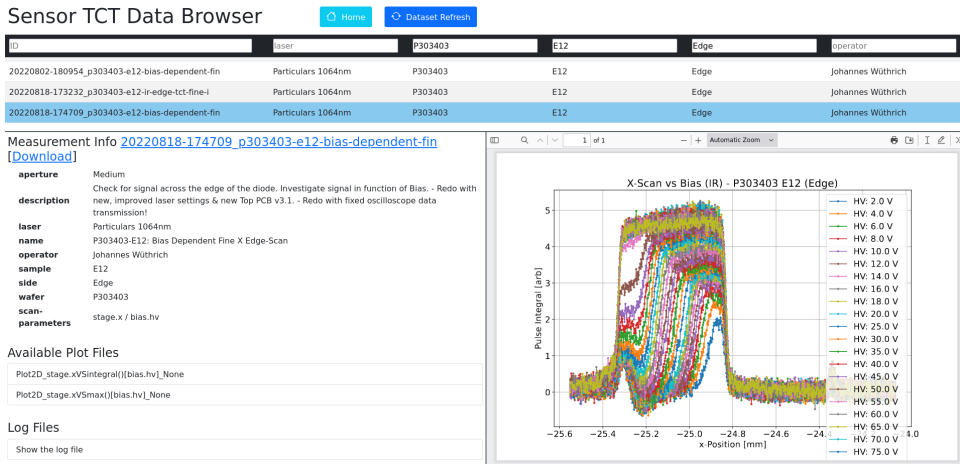 Sensor TCT Data Browser
Home
Dataset Refresh
ID laser P303403 E12 Edge operator
20220802-180954_p303403-e12-bias-dependent-fin Particulars 1064nm P303403 E12 Edge Johannes Wüthrich
20220818-173232_p303403-e12-ir-edge-tct-fine-i Particulars 1064nm P303403 E12 Edge Johannes Wüthrich
20220818-174709_p303403-e12-bias-dependent-fin Particulars 1064nm P303403 E12 Edge Johannes Wüthrich
Measurement Info 20220818-174709_p303403-e12-bias-dependent-fin
[Download]
aperture Medium
description Check for signal across the edge of the diode. Investigate signal in function of Bias. - Redo with
new, improved laser settings & new Top PCB v3.1. - Redo with fixed oscilloscope data
transmission!
laser Particulars 1064nm
name P303403-E12: Bias Dependent Fine X Edge-Scan
operator Johannes Wüthrich
sample E12
side Edge
wafer P303403
scan-
parameters stage.x / bias.hv
Available Plot Files
Plot2D_stage.xVSintegral()[bias.hv]_None
Plot2D_stage.xVSmax()[bias.hv]_None
Log Files
Show the log file
1 of 1
Automatic Zoom
X-Scan vs Bias (IR) - P303403 E12 (Edge)
Pulse Integral [arb]
5
4
3
2
1
0
−25.6 −25.4 −25.2 −25.0 −24.8 −24.6 −24. 4.0
x-Position [mm]
HV: 2.0 V
HV: 4.0 V
HV: 6.0 V
HV: 8.0 V
HV: 10.0 V
HV: 12.0 V
HV: 14.0 V
HV: 16.0 V
HV: 18.0 V
HV: 20.0 V
HV: 25.0 V
HV: 30.0 V
HV: 35.0 V
HV: 40.0 V
HV: 45.0 V
HV: 50.0 V
HV: 55.0 V
HV: 60.0 V
HV: 65.0 V
HV: 70.0 V
HV: 75.0 V